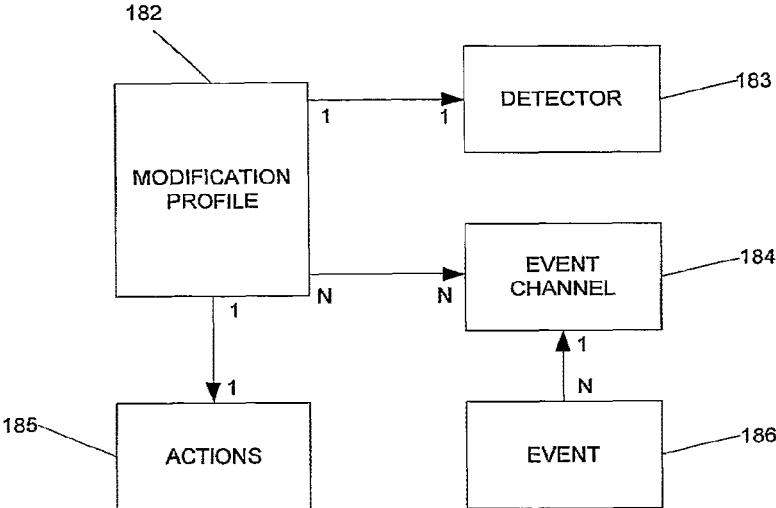 182
DETECTOR
183
1
1
MODIFICATION
PROFILE
EVENT
CHANNEL
184
N
N
1
1
1
N
185
ACTIONS
EVENT
186